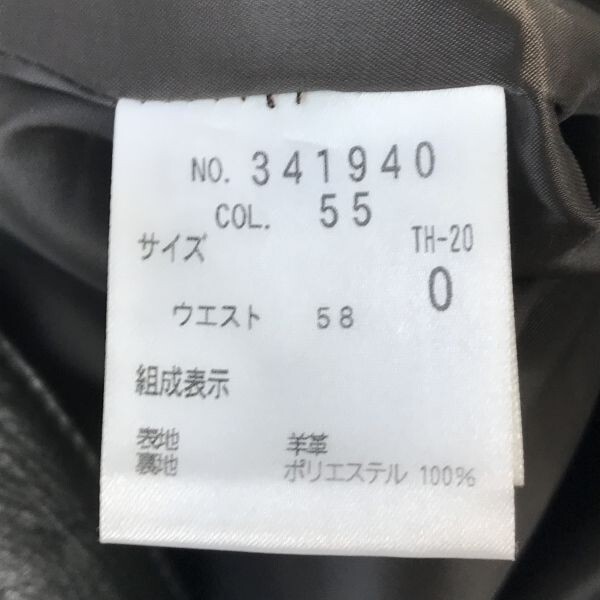 NO. 341940
COL. 55
サイズ TH-20
0
ウエスト 58
組成表示
表地 羊革
裏地 ポリエステル 100%